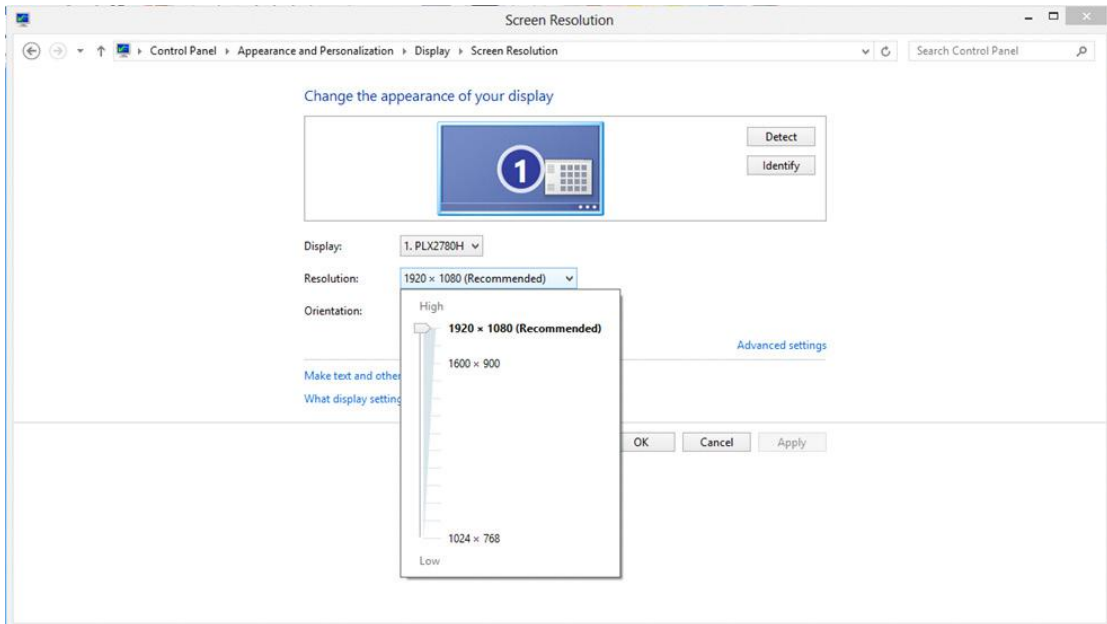 Screen Resolution
Control Panel Appearance and Personalization Display Screen Resolution Search Control Panel
Change the appearance of your display
1
Detect
Identify
Display: 1. PLX2780H
Resolution: 1920 × 1080 (Recommended)
Orientation:
High
1920 × 1080 (Recommended)
Advanced settings
1600 × 900
Make text and other
What display setting
OK Cancel Apply
1024 × 768
Low